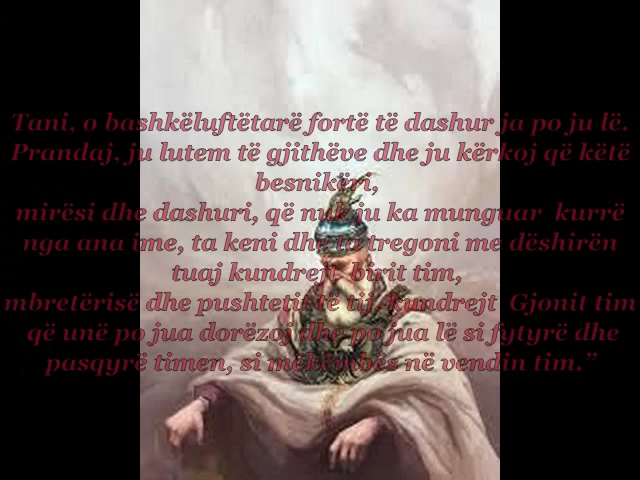 Tani, o bashkëluftëtarë fortë të dashur ja po ju lë.
Prandaj, ju lutem të gjithëve dhe ju kërkoj që këtë
besnikëri,
mirësi dhe dashuri, që nuk ju ka munguar kurrë
nga ana ime, ta keni dhe ta tregoni me dëshirën
tuaj kundrejt birit tim,
mbretërisë dhe pushtetit të tij, kundrejt Gjonit tim
që unë po jua dorëzoj dhe po jua lë si fytyrë dhe
pasqyrë timen, si mëkëmbës në vendin tim.”